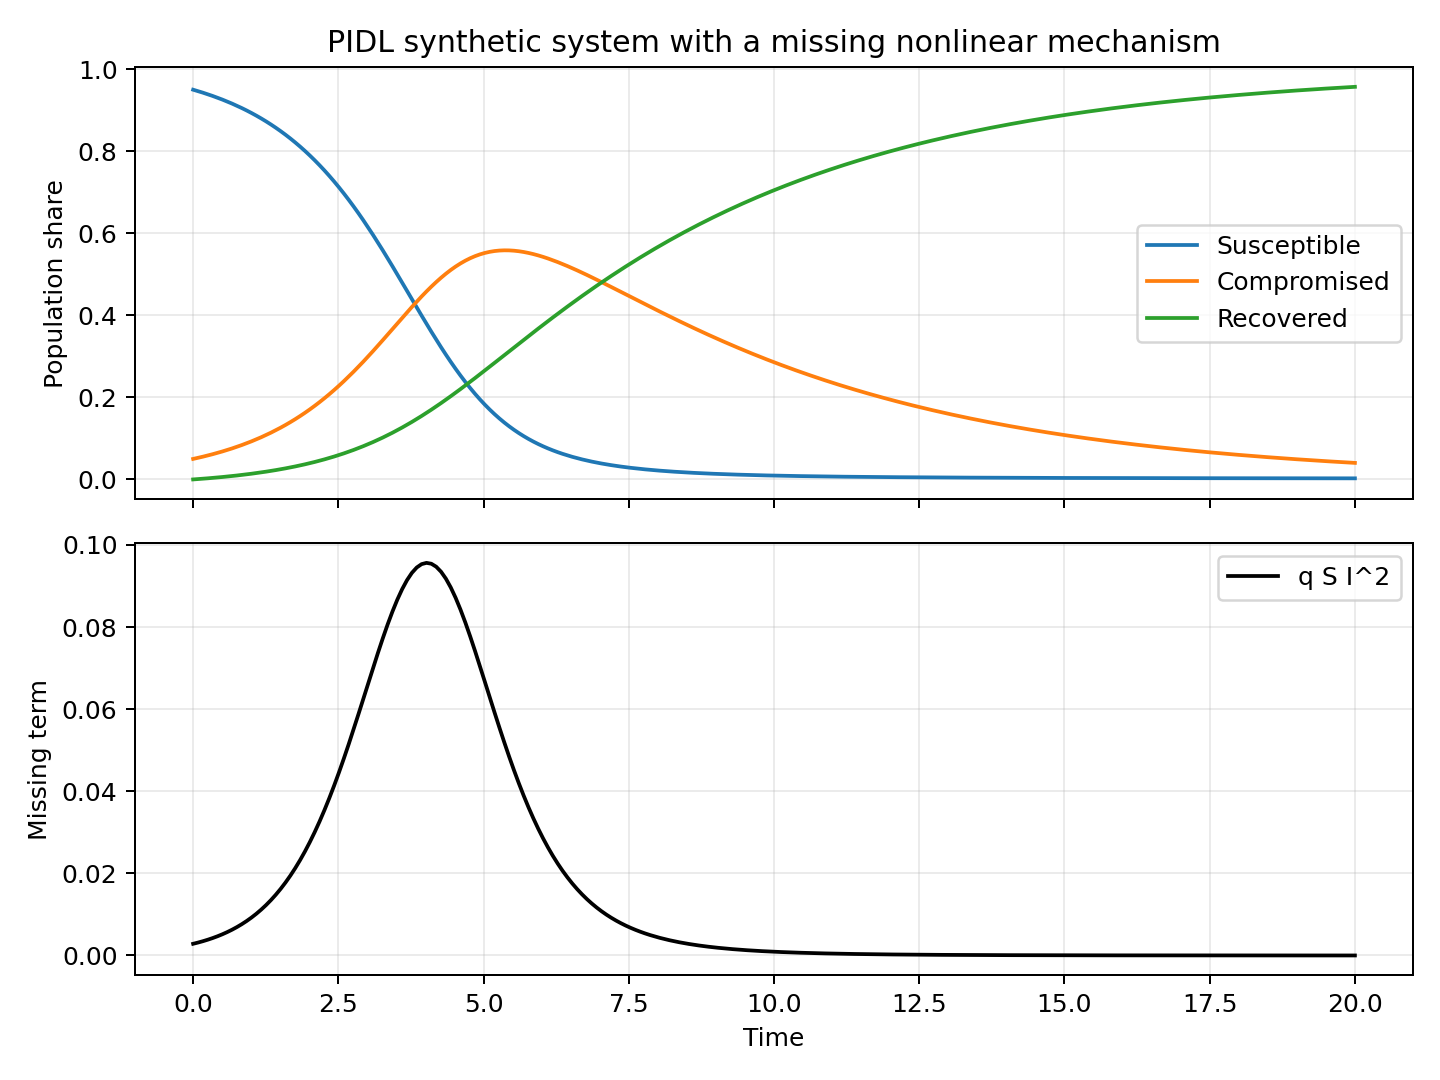 PIDL synthetic system with a missing nonlinear mechanism
1.0
0.8
0.6
0.4
0.2
0.0
Population share
Susceptible
Compromised
Recovered
0.10
0.08
0.06
0.04
0.02
0.00
Missing term
q S I^2
0.0 2.5 5.0 7.5 10.0 12.5 15.0 17.5 20.0
Time